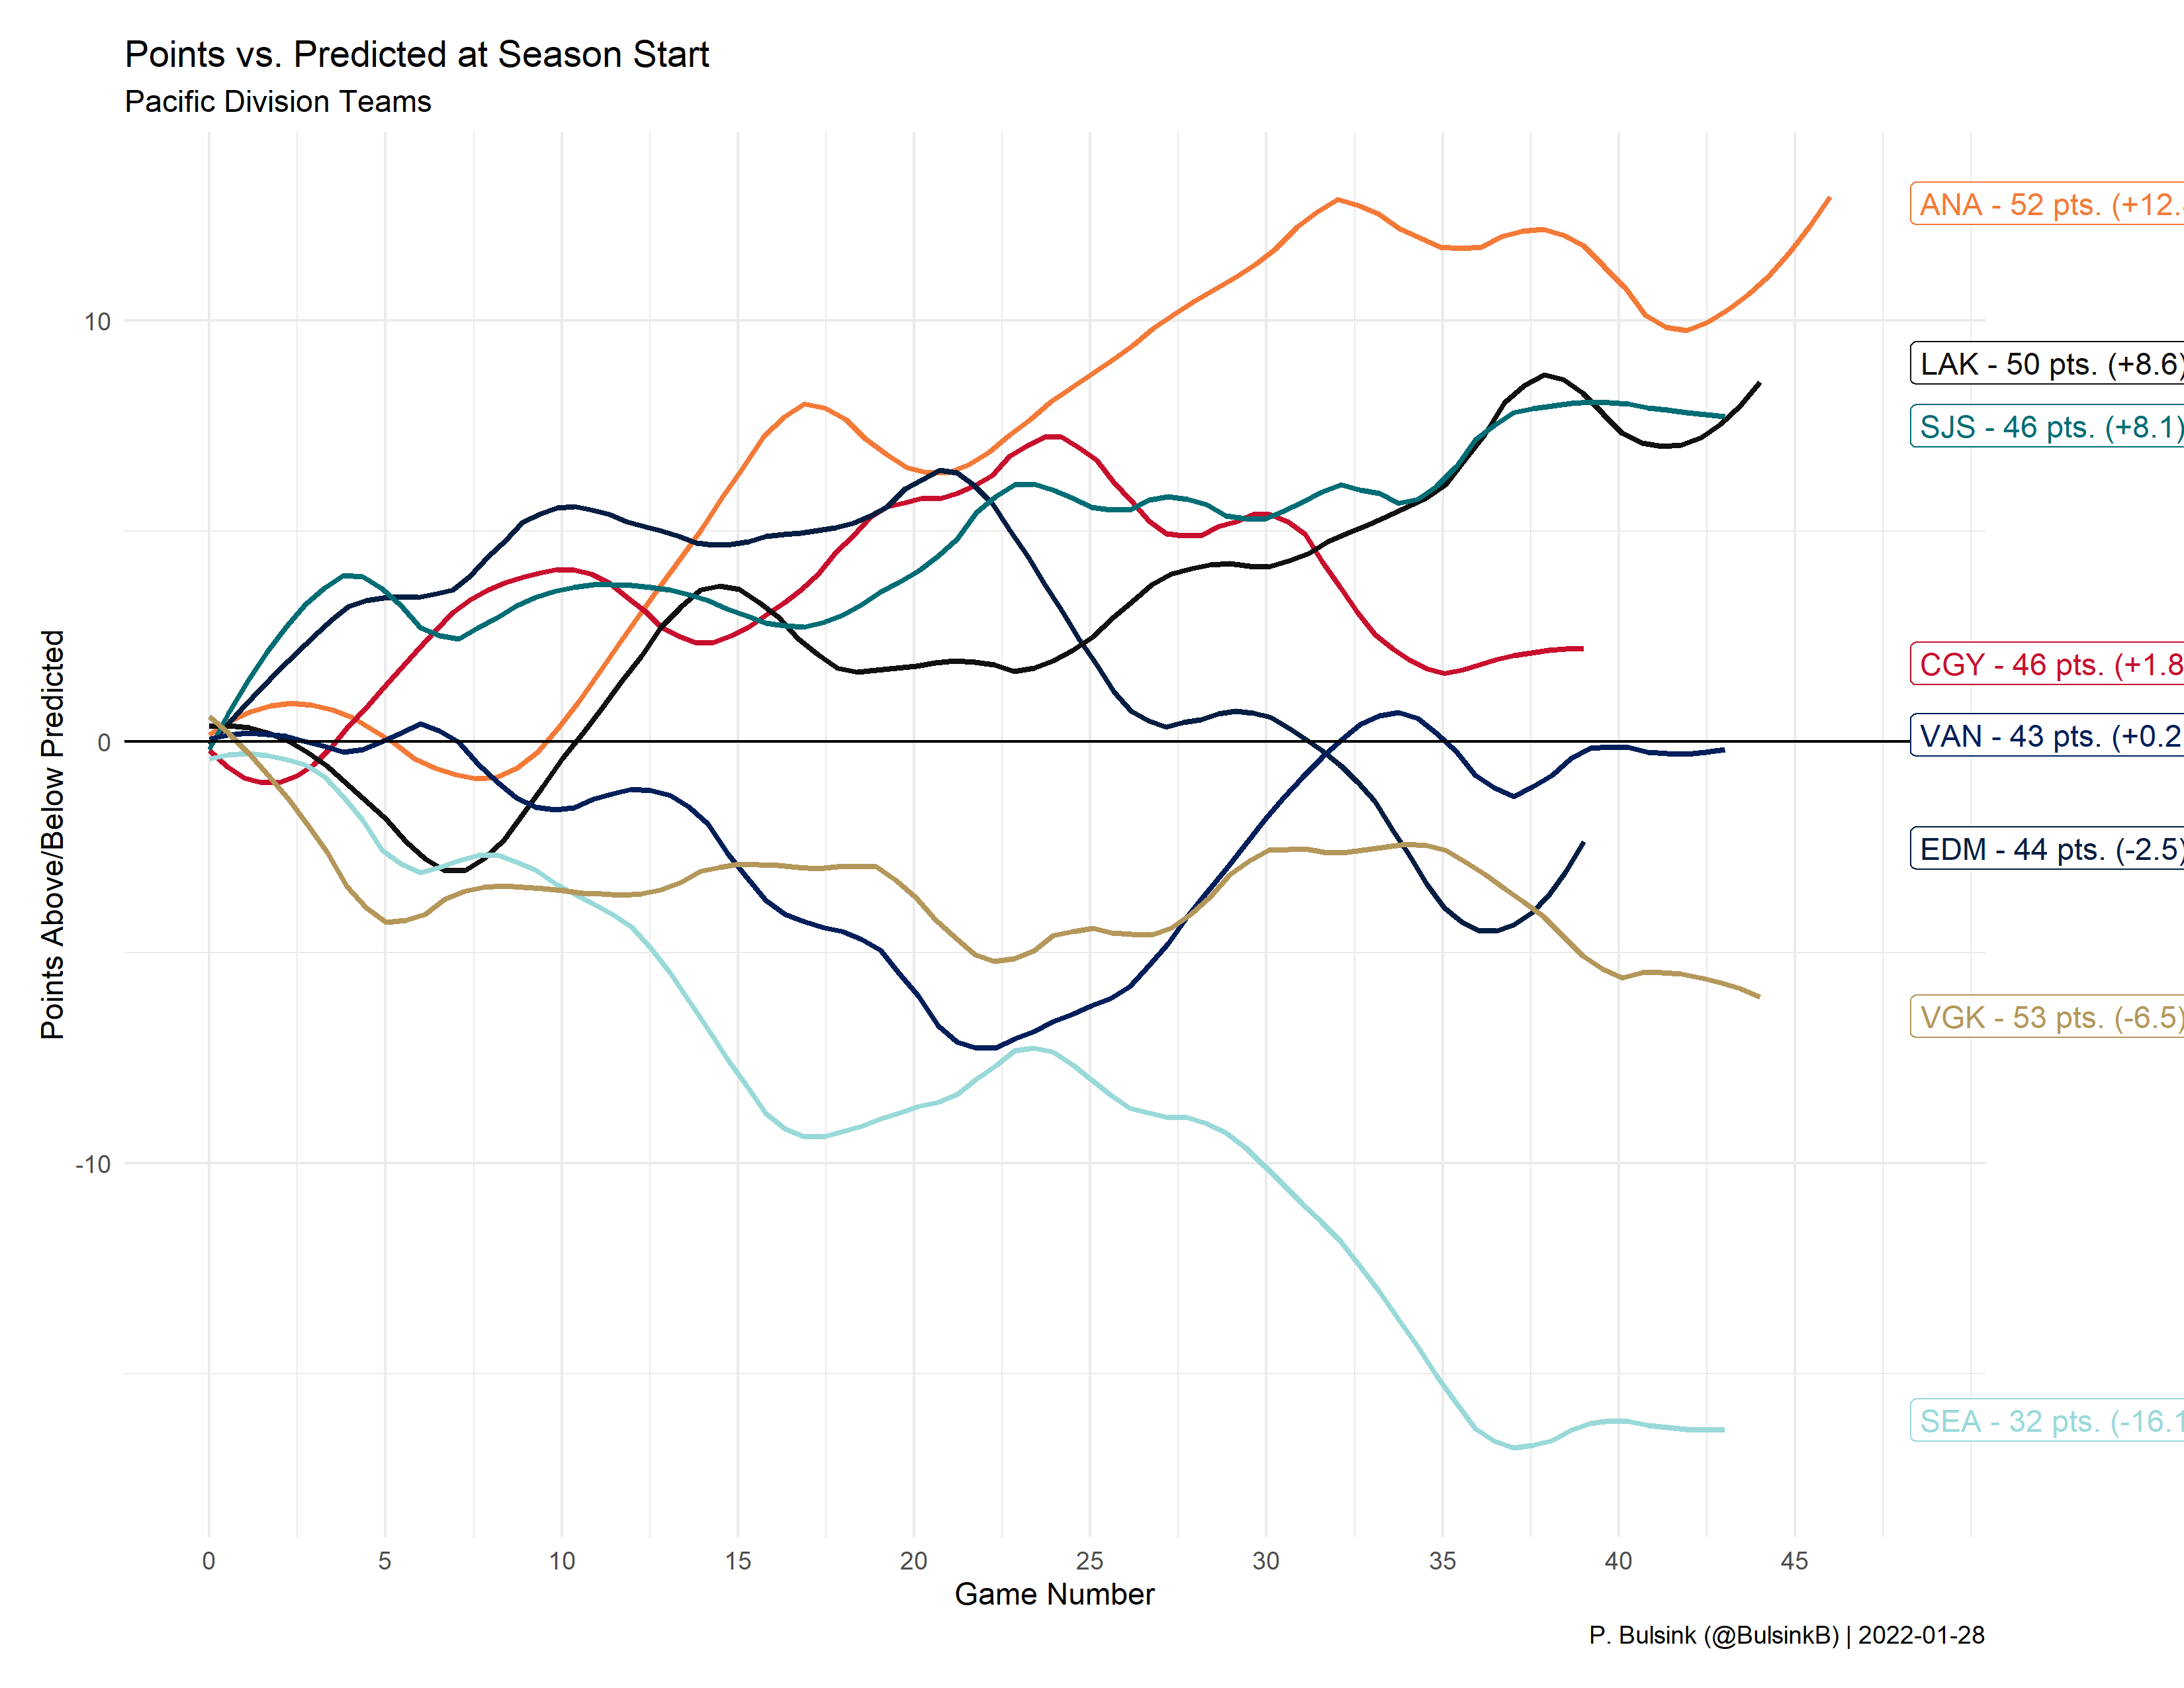 Points vs. Predicted at Season Start
Pacific Division Teams
Points Above/Below Predicted
10
0
-10
ANA - 52 pts. (+12.
LAK - 50 pts. (+8.6)
SJS - 46 pts. (+8.1)
CGY - 46 pts. (+1.8
VAN - 43 pts. (+0.2
EDM - 44 pts. (-2.5)
VGK - 53 pts. (-6.5)
SEA - 32 pts. (-16.1
0 5 10 15 20 25 30 35 40 45
Game Number
P. Bulsink (@BulsinkB) | 2022-01-28